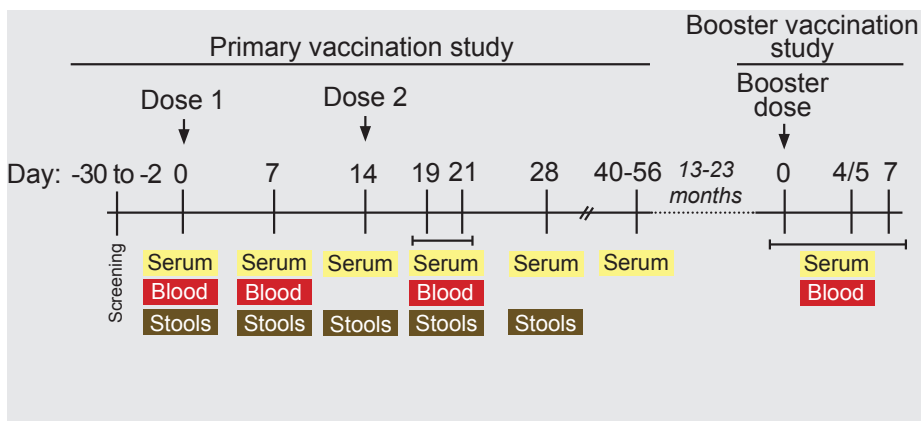 Primary vaccination study
Booster vaccination
study
Dose 1
Dose 2
Booster
dose
Day: -30 to -2 0 7 14 19 21 28 40-56 13-23 0 4/5 7
months
Screening
Serum Serum Serum Serum Serum Serum Serum
Blood Blood Blood Blood
Stools Stools Stools Stools Stools